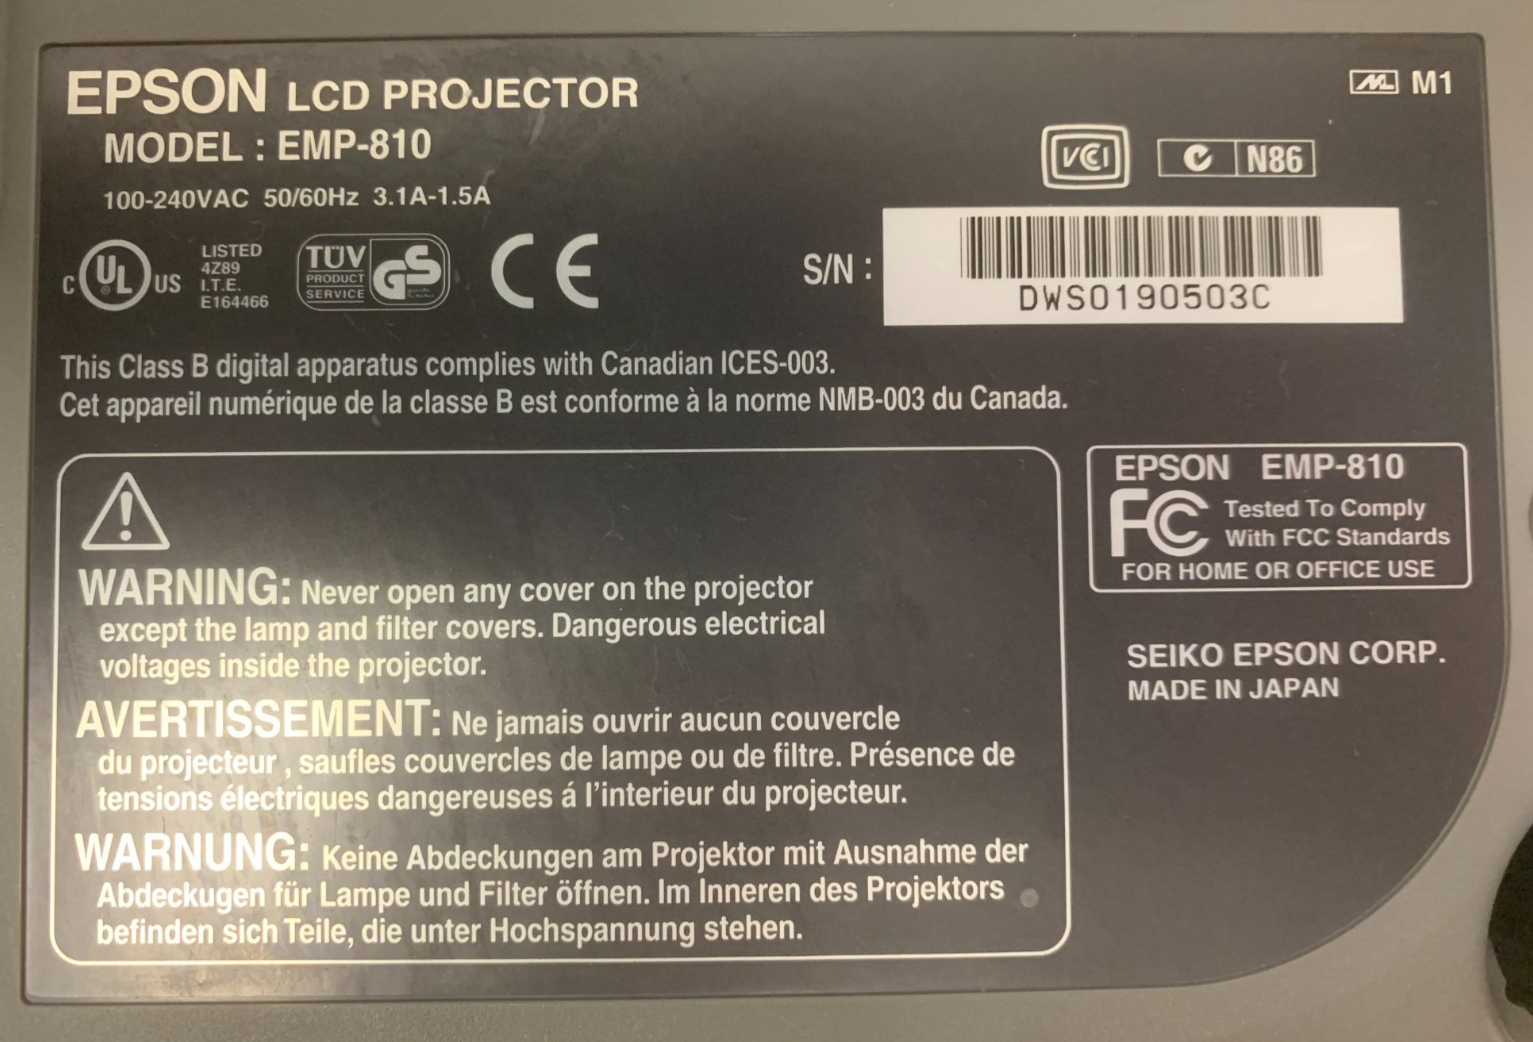 EPSON LCD PROJECTOR
MODEL : EMP-810
100-240VAC 50/60Hz 3.1A-1.5A
M1
VCI
N86
C UL US
LISTED
4Z89
I.T.E.
E164466
TÜV
PRODUCT
SERVICE
GS
CE
S/N :
DWS0190503C
This Class B digital apparatus complies with Canadian ICES-003.
Cet appareil numérique de la classe B est conforme à la norme NMB-003 du Canada.
WARNING: Never open any cover on the projector
except the lamp and filter covers. Dangerous electrical
voltages inside the projector.
AVERTISSEMENT: Ne jamais ouvrir aucun couvercle
du projecteur , saufles couvercles de lampe ou de filtre. Présence de
tensions électriques dangereuses á l'interieur du projecteur.
WARNUNG: Keine Abdeckungen am Projektor mit Ausnahme der
Abdeckugen für Lampe und Filter öffnen. Im Inneren des Projektors
befinden sich Teile, die unter Hochspannung stehen.
EPSON EMP-810
FC Tested To Comply
With FCC Standards
FOR HOME OR OFFICE USE
SEIKO EPSON CORP.
MADE IN JAPAN